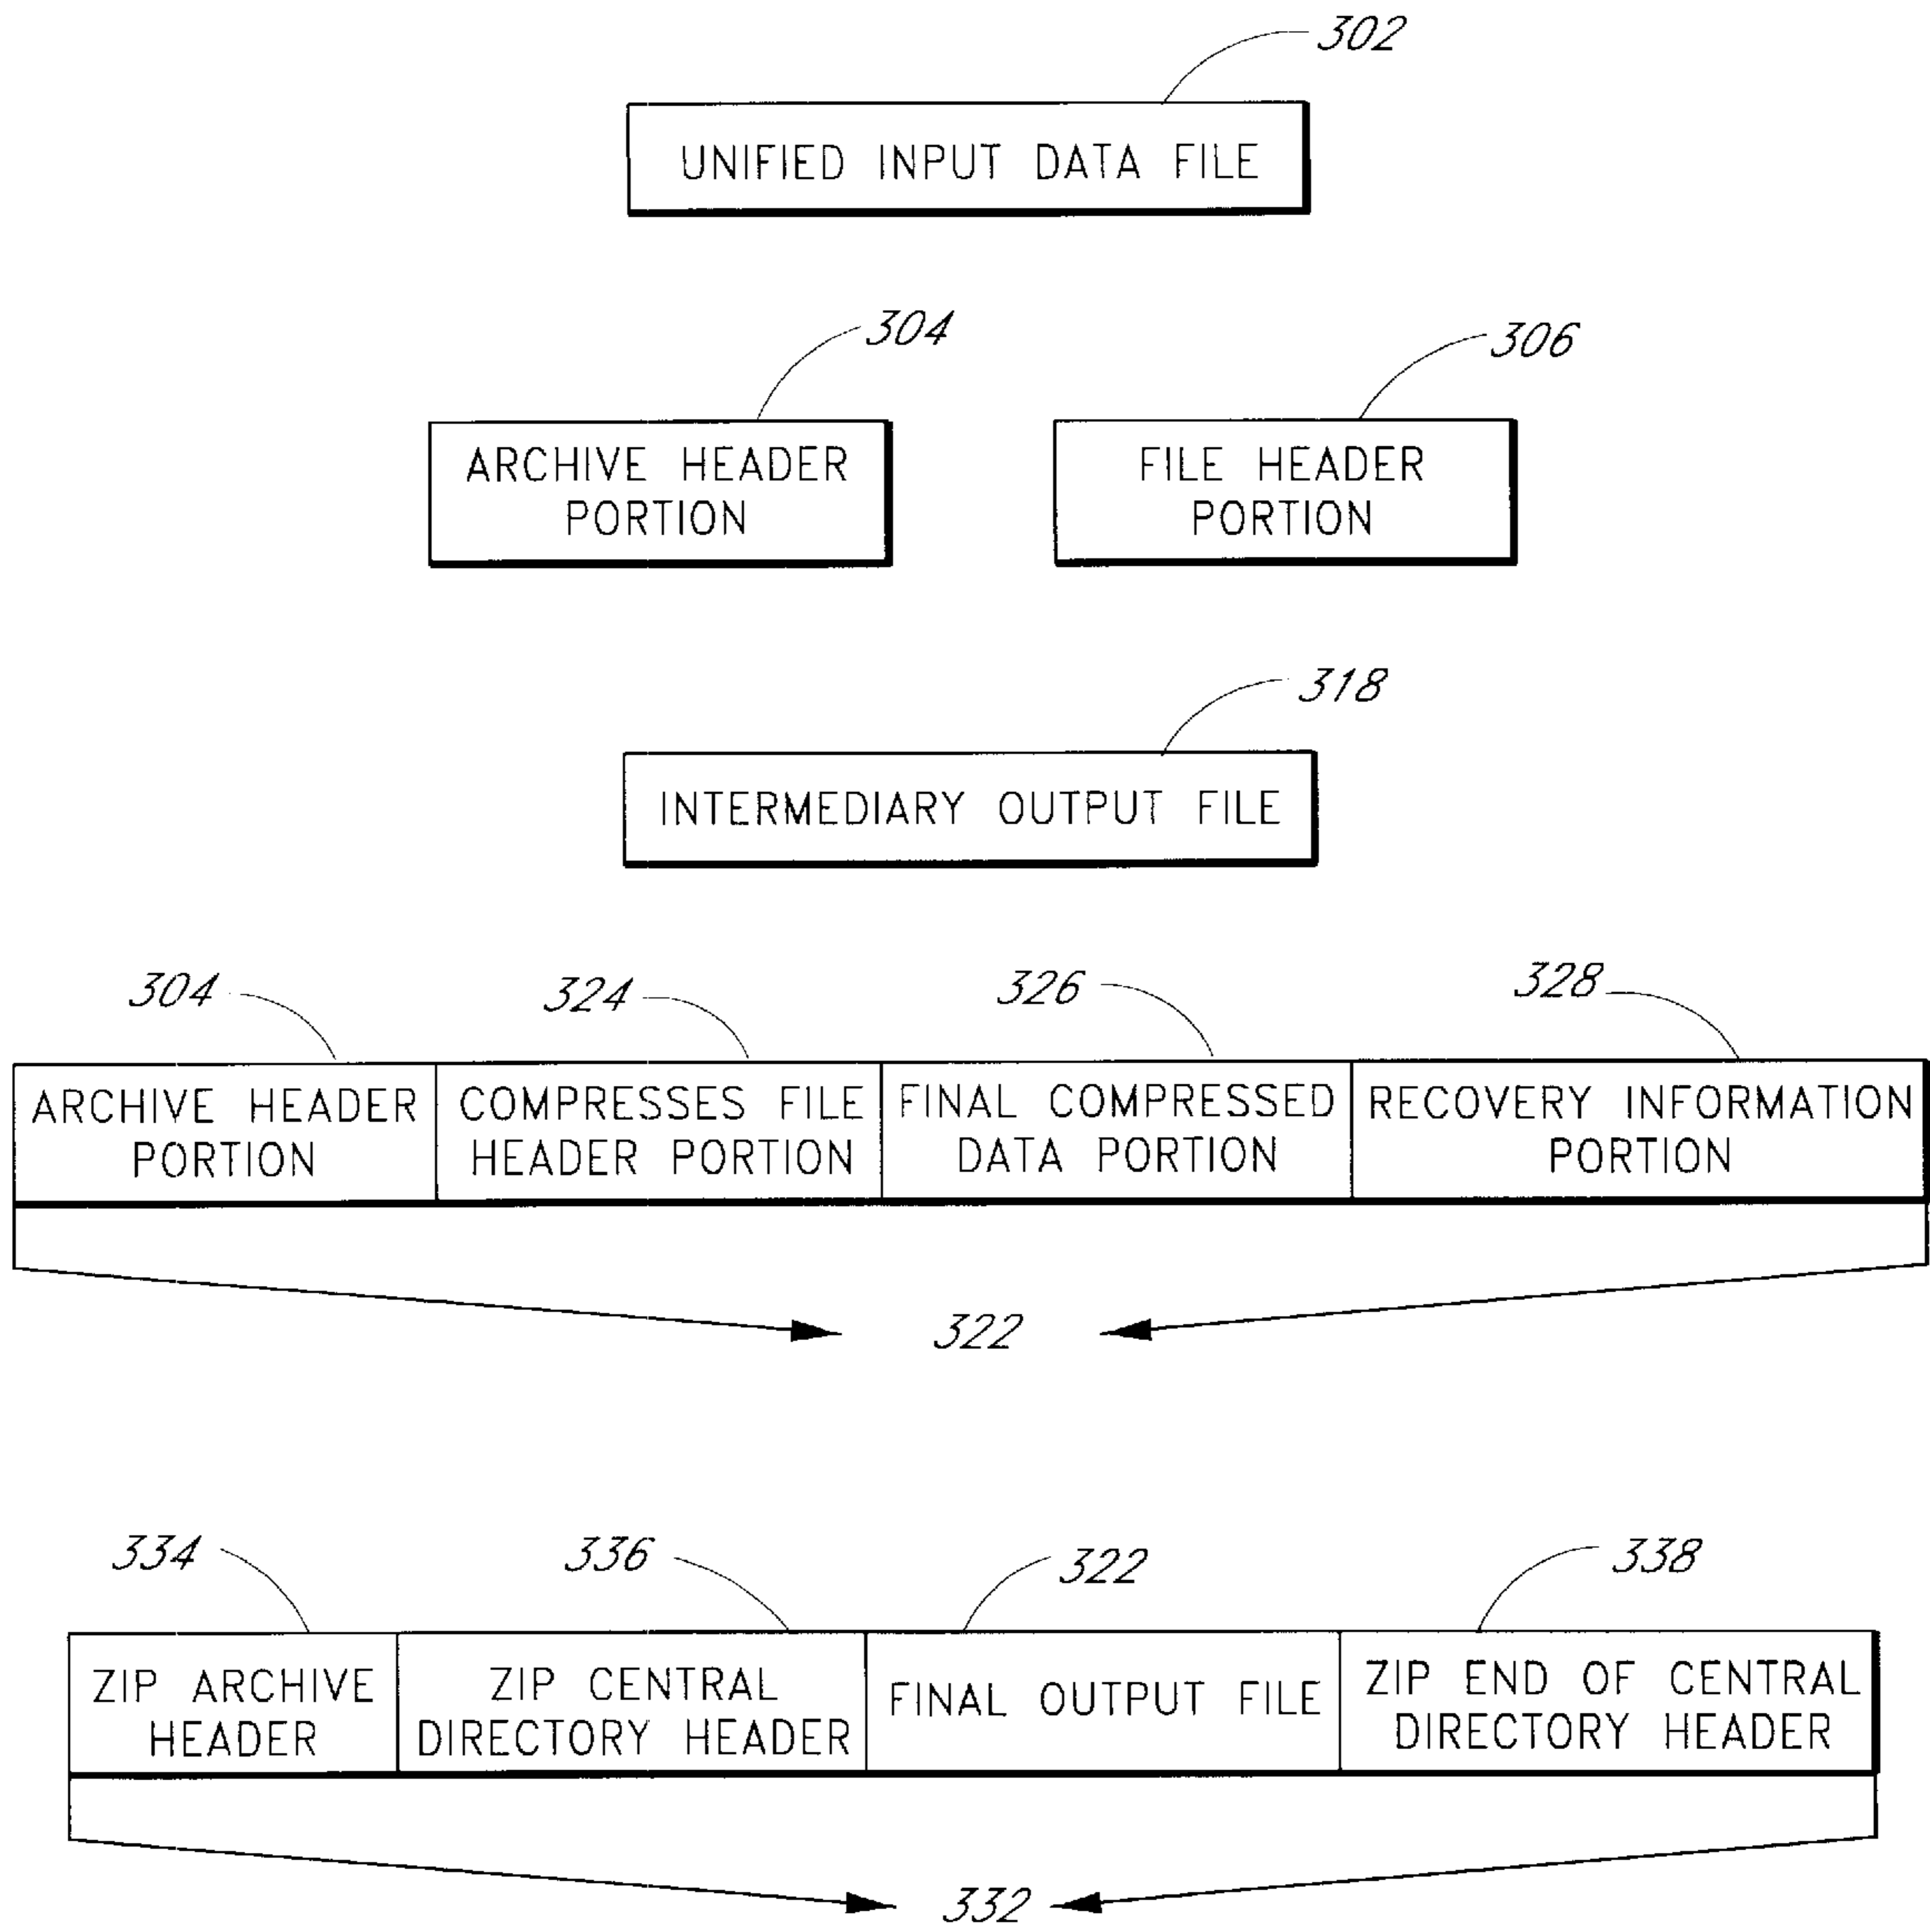 302
UNIFIED INPUT DATA FILE
304
306
ARCHIVE HEADER
PORTION
FILE HEADER
PORTION
318
INTERMEDIARY OUTPUT FILE
304
324
326
328
ARCHIVE HEADER
PORTION
COMPRESSES FILE
HEADER PORTION
FINAL COMPRESSED
DATA PORTION
RECOVERY INFORMATION
PORTION
322
334
336
322
338
ZIP ARCHIVE
HEADER
ZIP CENTRAL
DIRECTORY HEADER
FINAL OUTPUT FILE
ZIP END OF CENTRAL
DIRECTORY HEADER
332